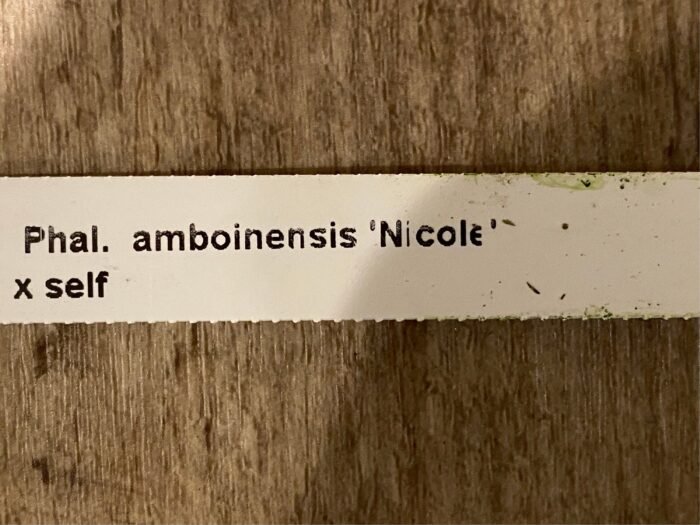 Phal. amboinensis 'Nicole'
x self